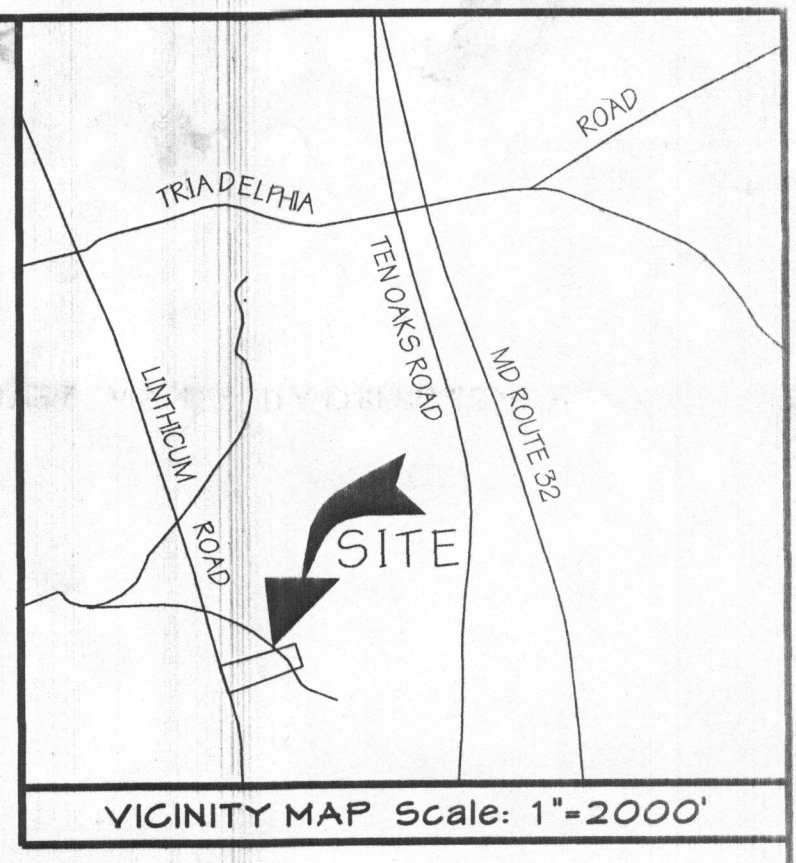 ROAD
TRIADELPHIA
TEN OAKS ROAD
MD ROUTE 32
LINTHICUM
ROAD
SITE
VICINITY MAP Scale: 1"=2000'